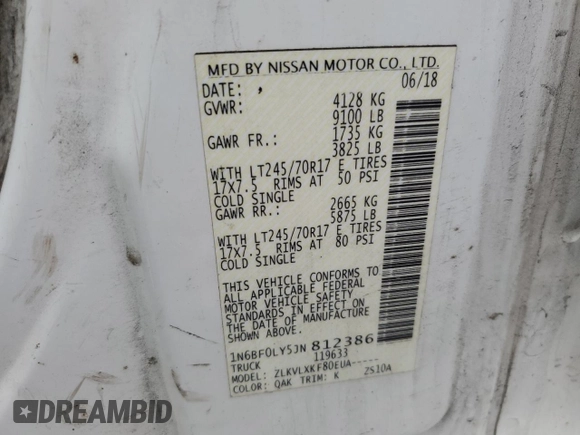 MFD BY NISSAN MOTOR CO., LTD.
DATE: 06/18
GVWR: 4128 KG
9100 LB
GAWR FR.: 1735 KG
3825 LB
WITH LT245/70R17 E TIRES
17X7.5 RIMS AT 50 PSI
COLD SINGLE
GAWR RR.: 2665 KG
5875 LB
WITH LT245/70R17 E TIRES
17X7.5 RIMS AT 80 PSI
COLD SINGLE
THIS VEHICLE CONFORMS TO
ALL APPLICABLE FEDERAL
MOTOR VEHICLE SAFETY
STANDARDS IN EFFECT ON
THE DATE OF MANUFACTURE
SHOWN ABOVE.
1N6BF0LY5JN 812386
TRUCK 119633
MODEL: ZLKVLXKF80EUA-----
COLOR: QAK TRIM: K ZS10A
DREAMBID